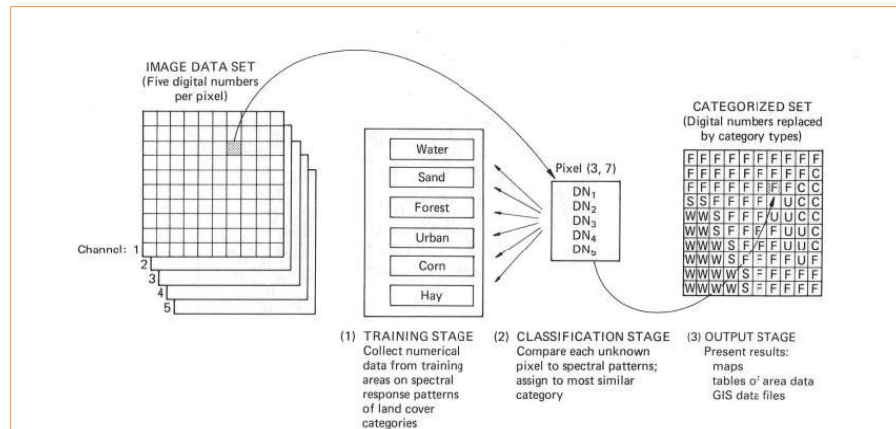 IMAGE DATA SET
(Five digital numbers
per pixel)
Channel: 1
2
3
4
5
Water
Sand
Forest
Urban
Corn
Hay
Pixel (3, 7)
DN1
DN2
DN3
DN4
DN5
CATEGORIZED SET
(Digital numbers replaced
by category types)
F F F F F F F F F F
F F F F F F F F F C
F F F F F F F F C C
S S F F F F F U C C
W W S F F F U U C C
W W S F F F F U U C
W W W S F F F U U C
W W W S F F F F U F
W W W W S F F F F F
W W W W S F F F F F
(1) TRAINING STAGE
Collect numerical
data from training
areas on spectral
response patterns
of land cover
categories
(2) CLASSIFICATION STAGE
Compare each unknown
pixel to spectral patterns;
assign to most similar
category
(3) OUTPUT STAGE
Present results:
maps
tables of area data
GIS data files